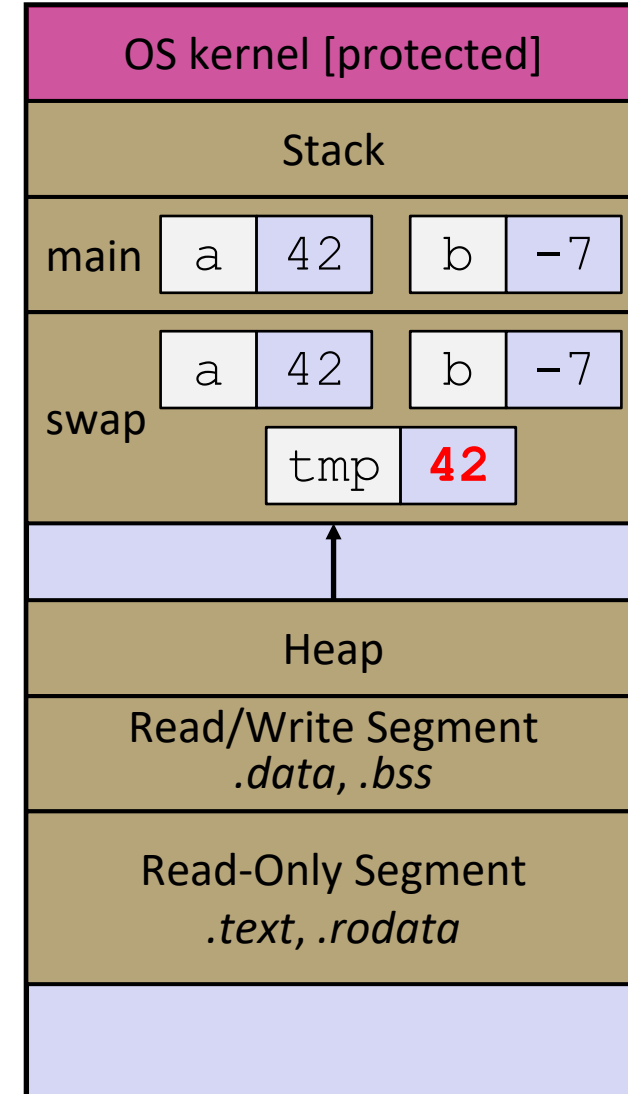 OS kernel [protected]
Stack
main a 42 b -7
a 42 b -7
swap
tmp 42
Heap
Read/Write Segment
.data, .bss
Read-Only Segment
.text, .rodata